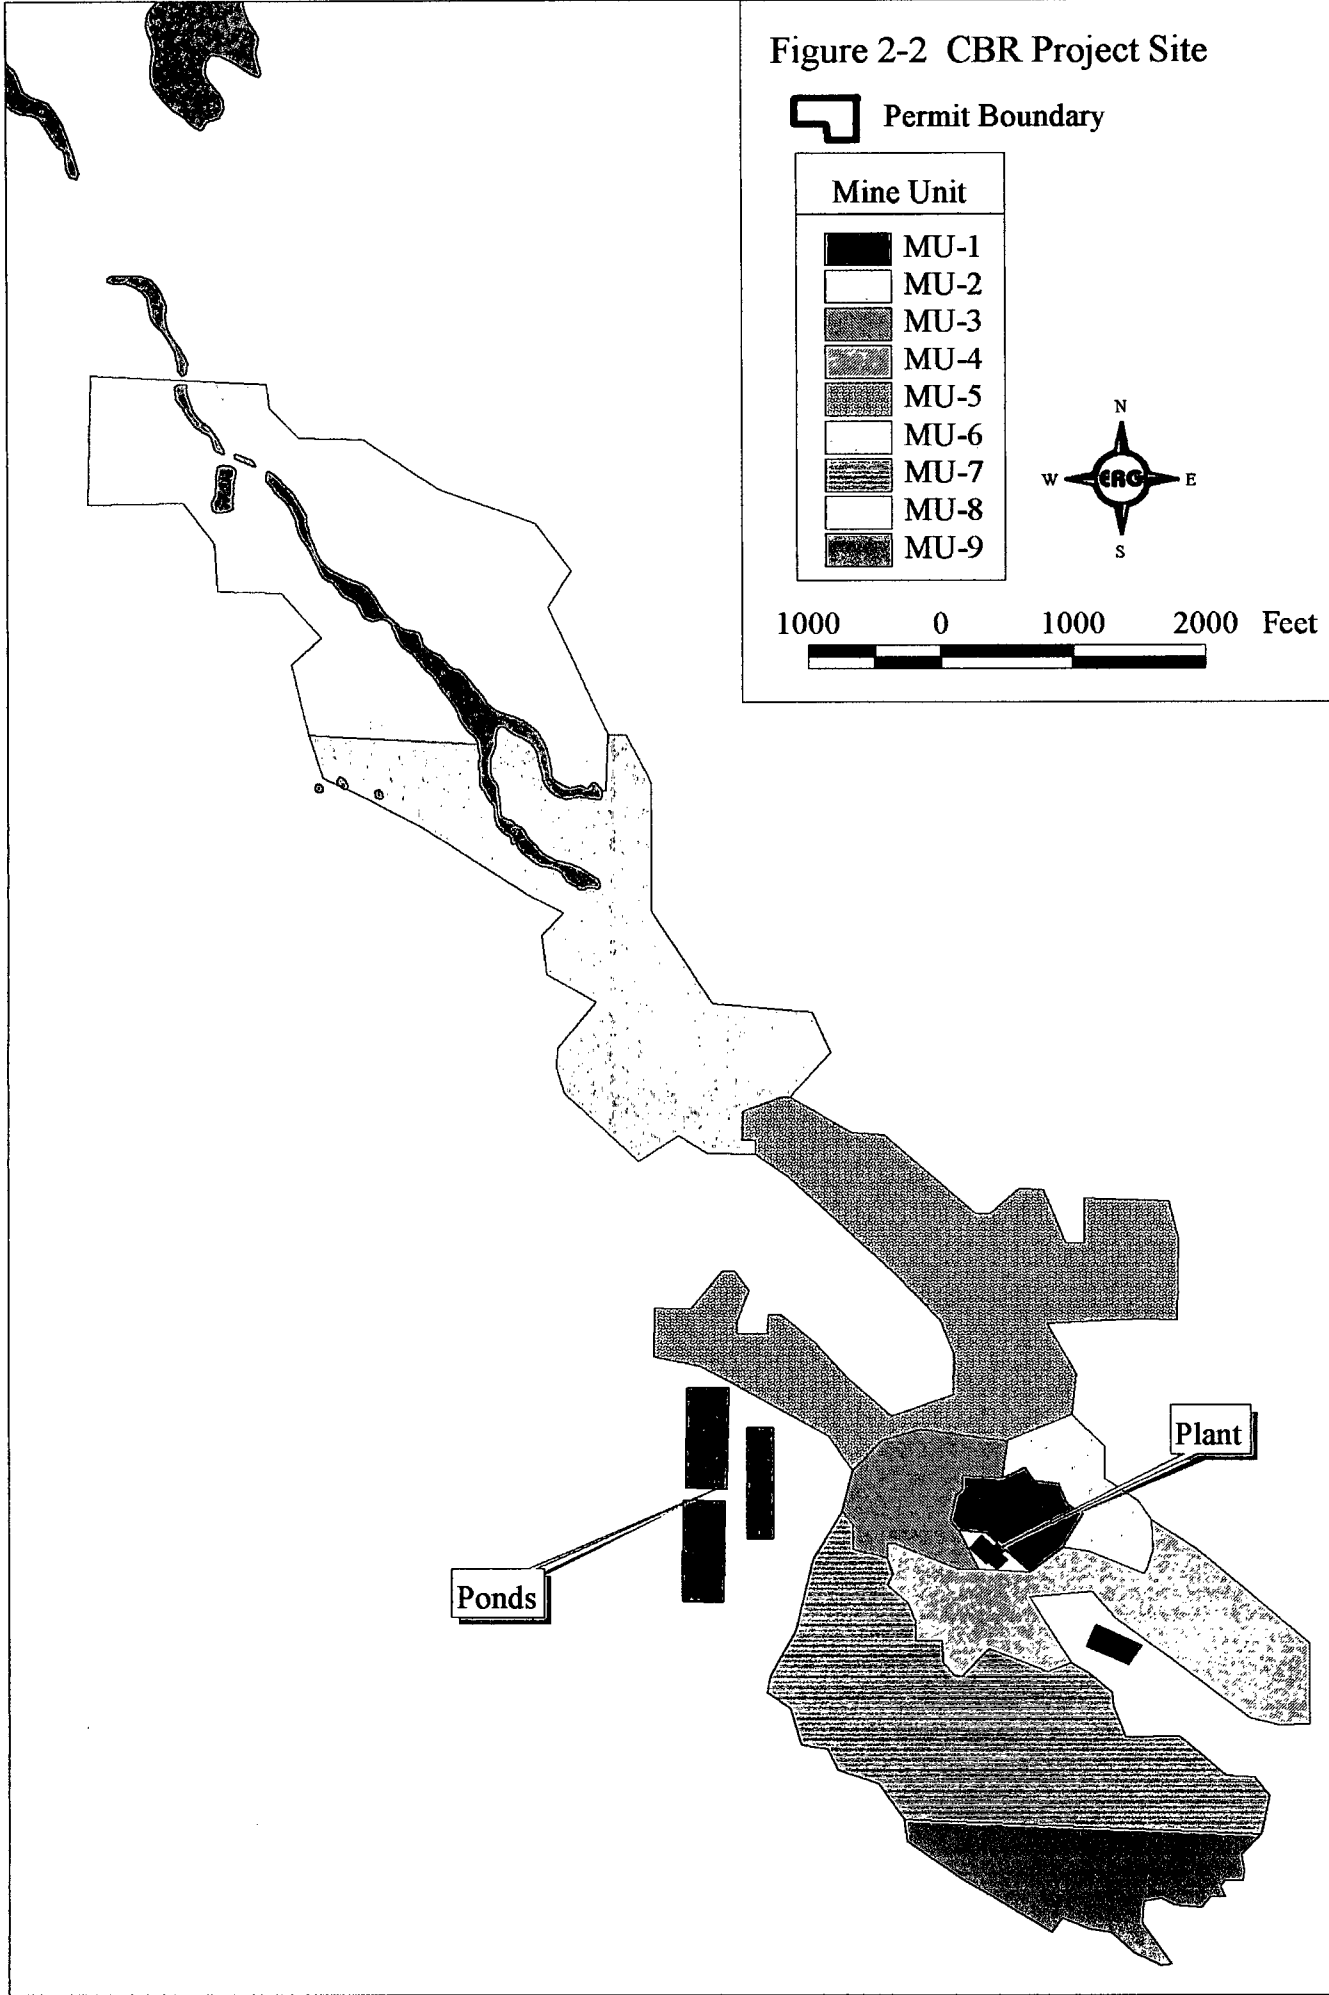 Figure 2-2 CBR Project Site
Permit Boundary
Mine Unit
MU-1
MU-2
MU-3
MU-4
MU-5
MU-6
MU-7
MU-8
MU-9
N
W ERG E
S
1000 0 1000 2000 Feet
Plant
Ponds